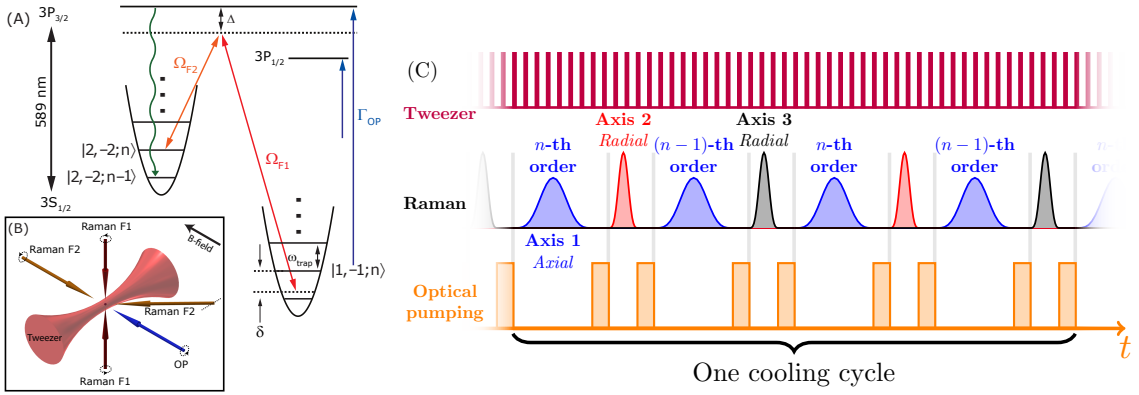 (A)
3P3/2
Δ
ΩF2
3P1/2
589 nm
ΓOP
ΩF1
|2,-2;n⟩
|2,-2;n-1⟩
3S1/2
ωtrap
|1,-1;n⟩
δ
(B)
Raman F1
B-field
Raman F2
Raman F2
Tweezer
OP
Raman F1
(C)
Tweezer
Axis 2
Radial
Axis 3
Radial
n-th
order
(n − 1)-th
order
n-th
order
(n − 1)-th
order
n-th
order
Raman
Axis 1
Axial
Optical
pumping
t
One cooling cycle